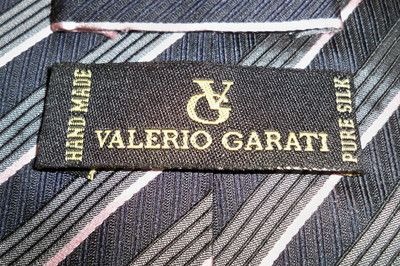 HAND MADE
VG
VALERIO GARATI
PURE SILK